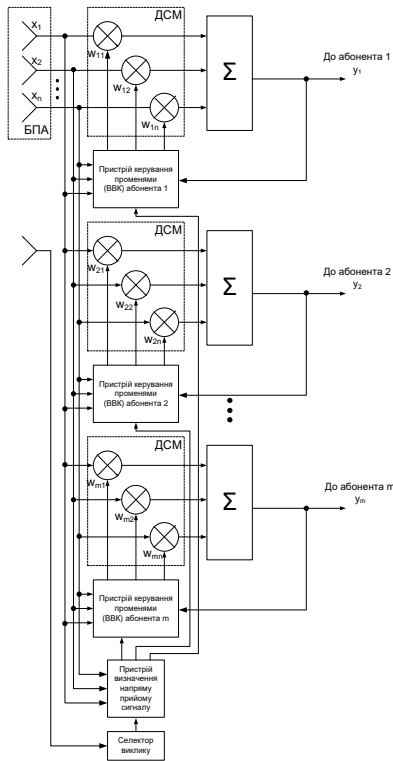 ДСМ
x1
x2
xn
БПА
w11
w12
w1n
Σ
До абонента 1
y1
Пристрій керування
променями
(ВВК) абонента 1
ДСМ
w21
w22
w2n
Σ
До абонента 2
y2
Пристрій керування
променями
(ВВК) абонента 2
ДСМ
wm1
wm2
wmn
Σ
До абонента m
ym
Пристрій керування
променями
(ВВК) абонента m
Пристрій
визначення
напряму
прийому
сигналу
Селектор
виклику